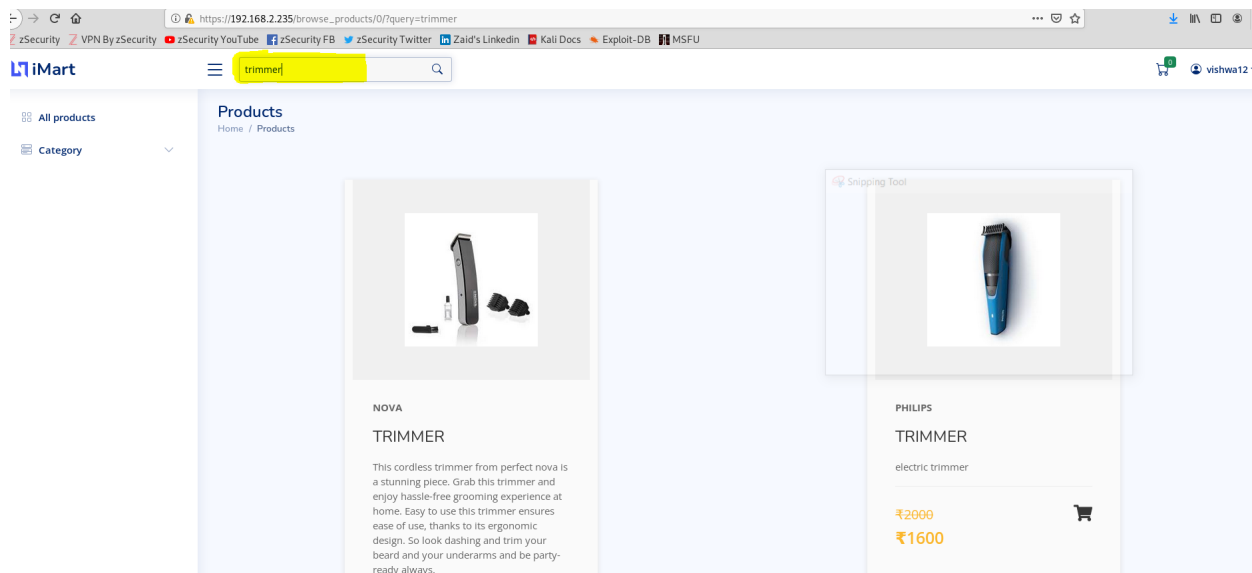 https://192.168.2.235/browse_products/0/?query=trimmer
zSecurity VPN By zSecurity zSecurity YouTube zSecurity FB zSecurity Twitter Zaid's Linkedin Kali Docs Exploit-DB MSFU
iMart
trimmer
0
vishwa12
All products
Category
Products
Home / Products
Snipping Tool
NOVA
TRIMMER
This cordless trimmer from perfect nova is
a stunning piece. Grab this trimmer and
enjoy hassle-free grooming experience at
home. Easy to use this trimmer ensures
ease of use, thanks to its ergonomic
design. So look dashing and trim your
beard and your underarms and be party-
ready always.
PHILIPS
TRIMMER
electric trimmer
₹2000
₹1600